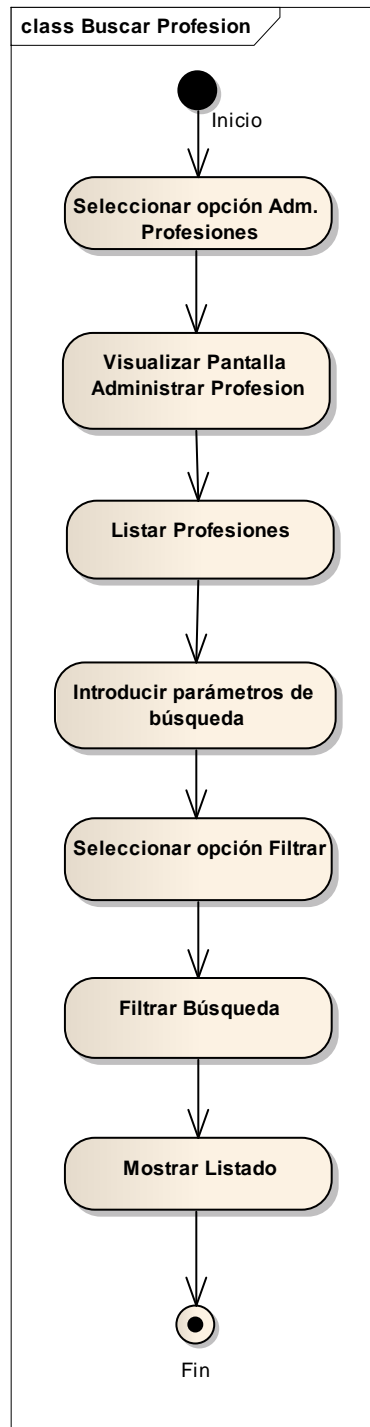 class Buscar Profesion
Inicio
Seleccionar opción Adm.
Profesiones
Visualizar Pantalla
Administrar Profesion
Listar Profesiones
Introducir parámetros de
búsqueda
Seleccionar opción Filtrar
Filtrar Búsqueda
Mostrar Listado
Fin